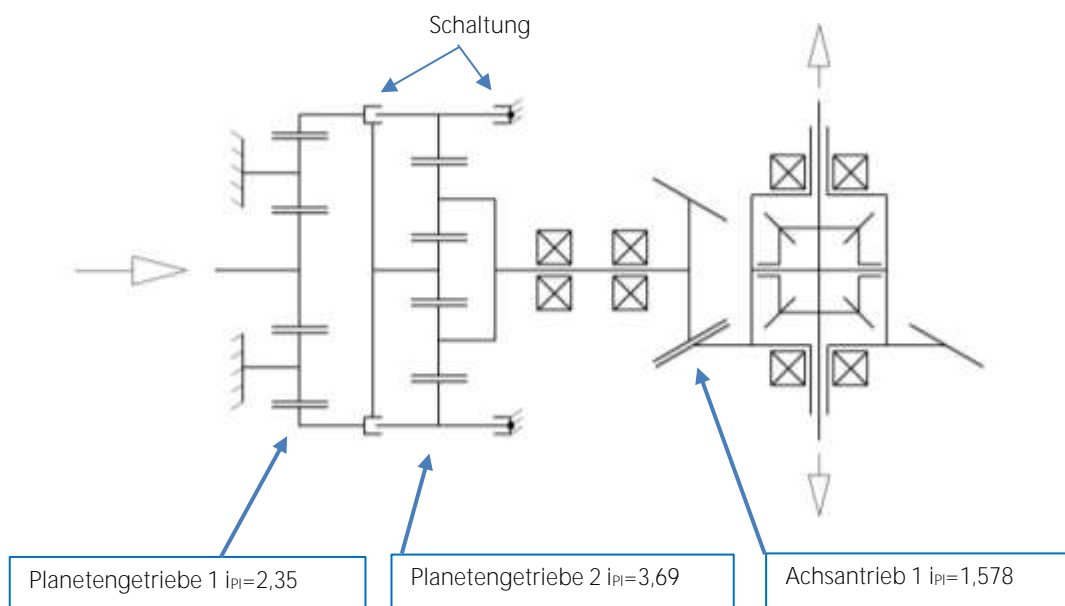 Schaltung
Planetengetriebe 1 iPl=2,35
Planetengetriebe 2 iPl=3,69
Achsantrieb 1 iPl=1,578